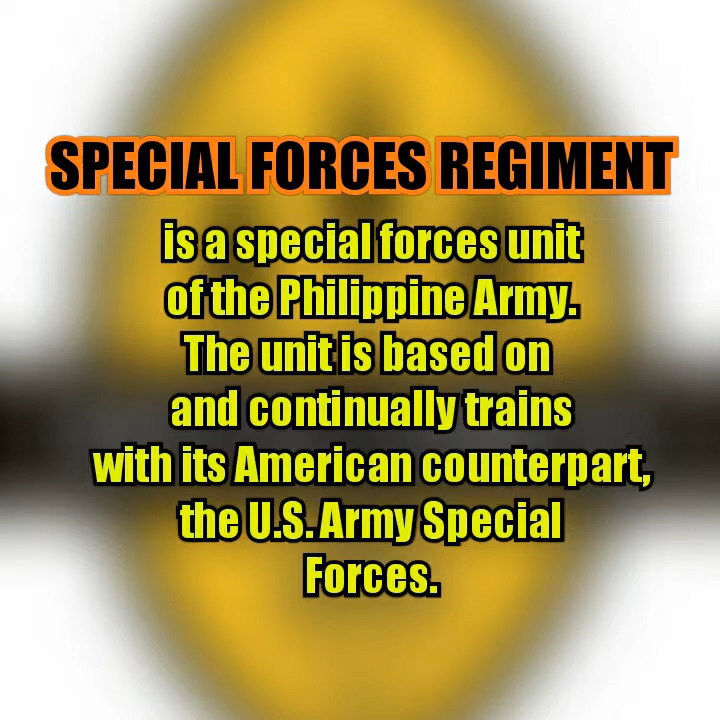 SPECIAL FORCES REGIMENT
is a special forces unit
of the Philippine Army.
The unit is based on
and continually trains
with its American counterpart,
the U.S. Army Special
Forces.